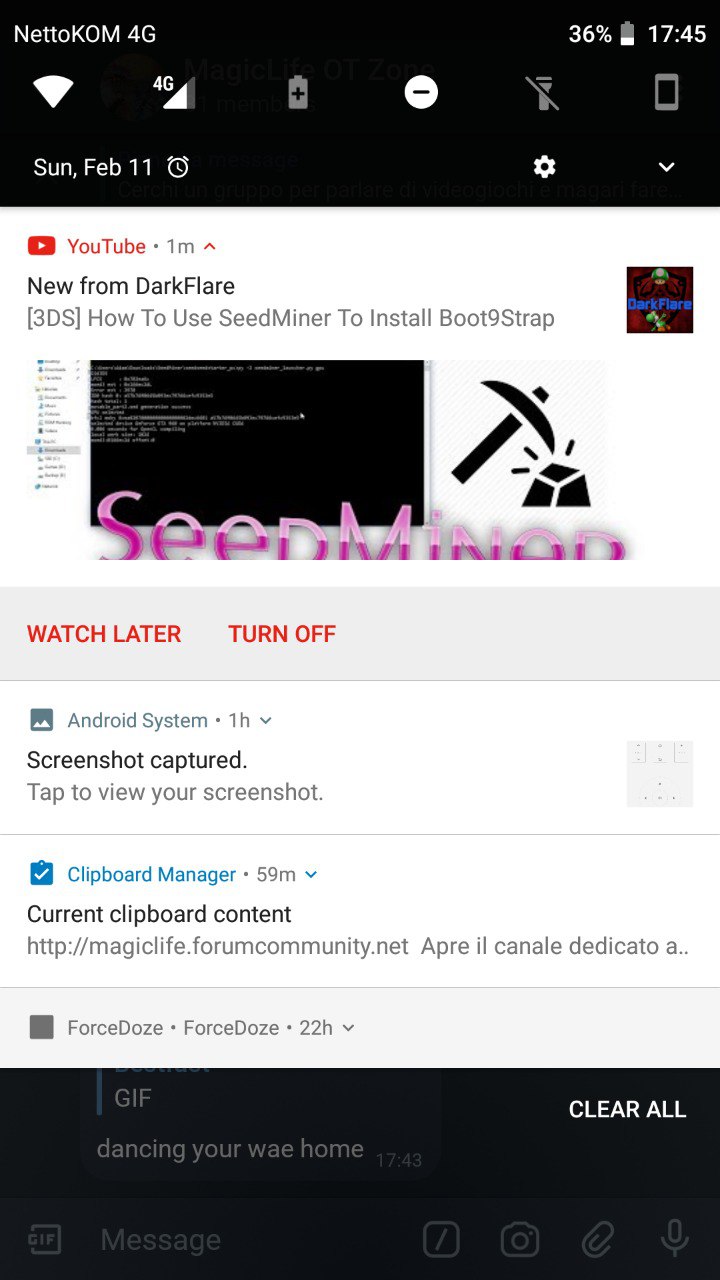 NettoKOM 4G
36% 17:45
MagicLife OT Zone
4G
Sun, Feb 11
Cerchi un gruppo per parlare di videogiochi e magari fare...
YouTube • 1m
New from DarkFlare
[3DS] How To Use SeedMiner To Install Boot9Strap
DarkFlare
SeedMiner
WATCH LATER TURN OFF
Android System • 1h
Screenshot captured.
Tap to view your screenshot.
Clipboard Manager • 59m
Current clipboard content
http://magiclife.forumcommunity.net Apre il canale dedicato a..
ForceDoze • ForceDoze • 22h
GIF
CLEAR ALL
dancing your wae home 17:43
GIF Message